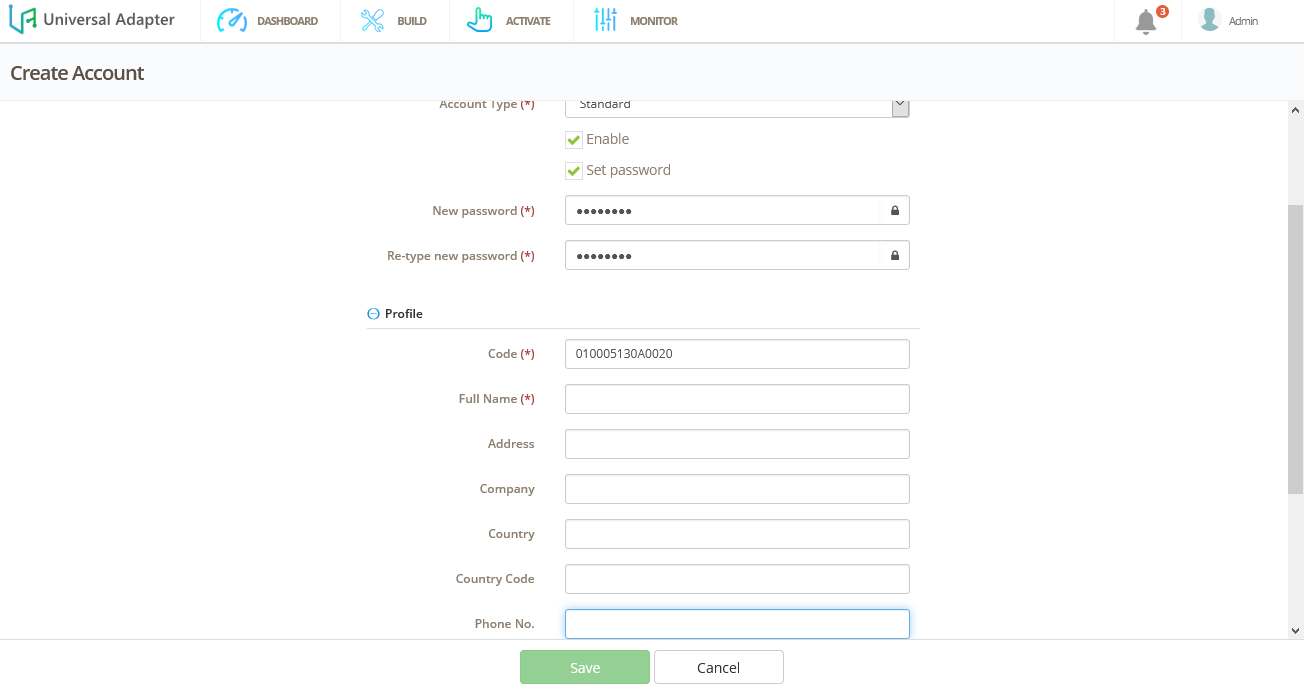 Universal Adapter DASHBOARD BUILD ACTIVATE MONITOR 3 Admin
Create Account
Account Type (*) Standard
Enable
Set password
New password (*) ••••••••
Re-type new password (*) ••••••••
Profile
Code (*) 010005130A0020
Full Name (*)
Address
Company
Country
Country Code
Phone No.
Save Cancel